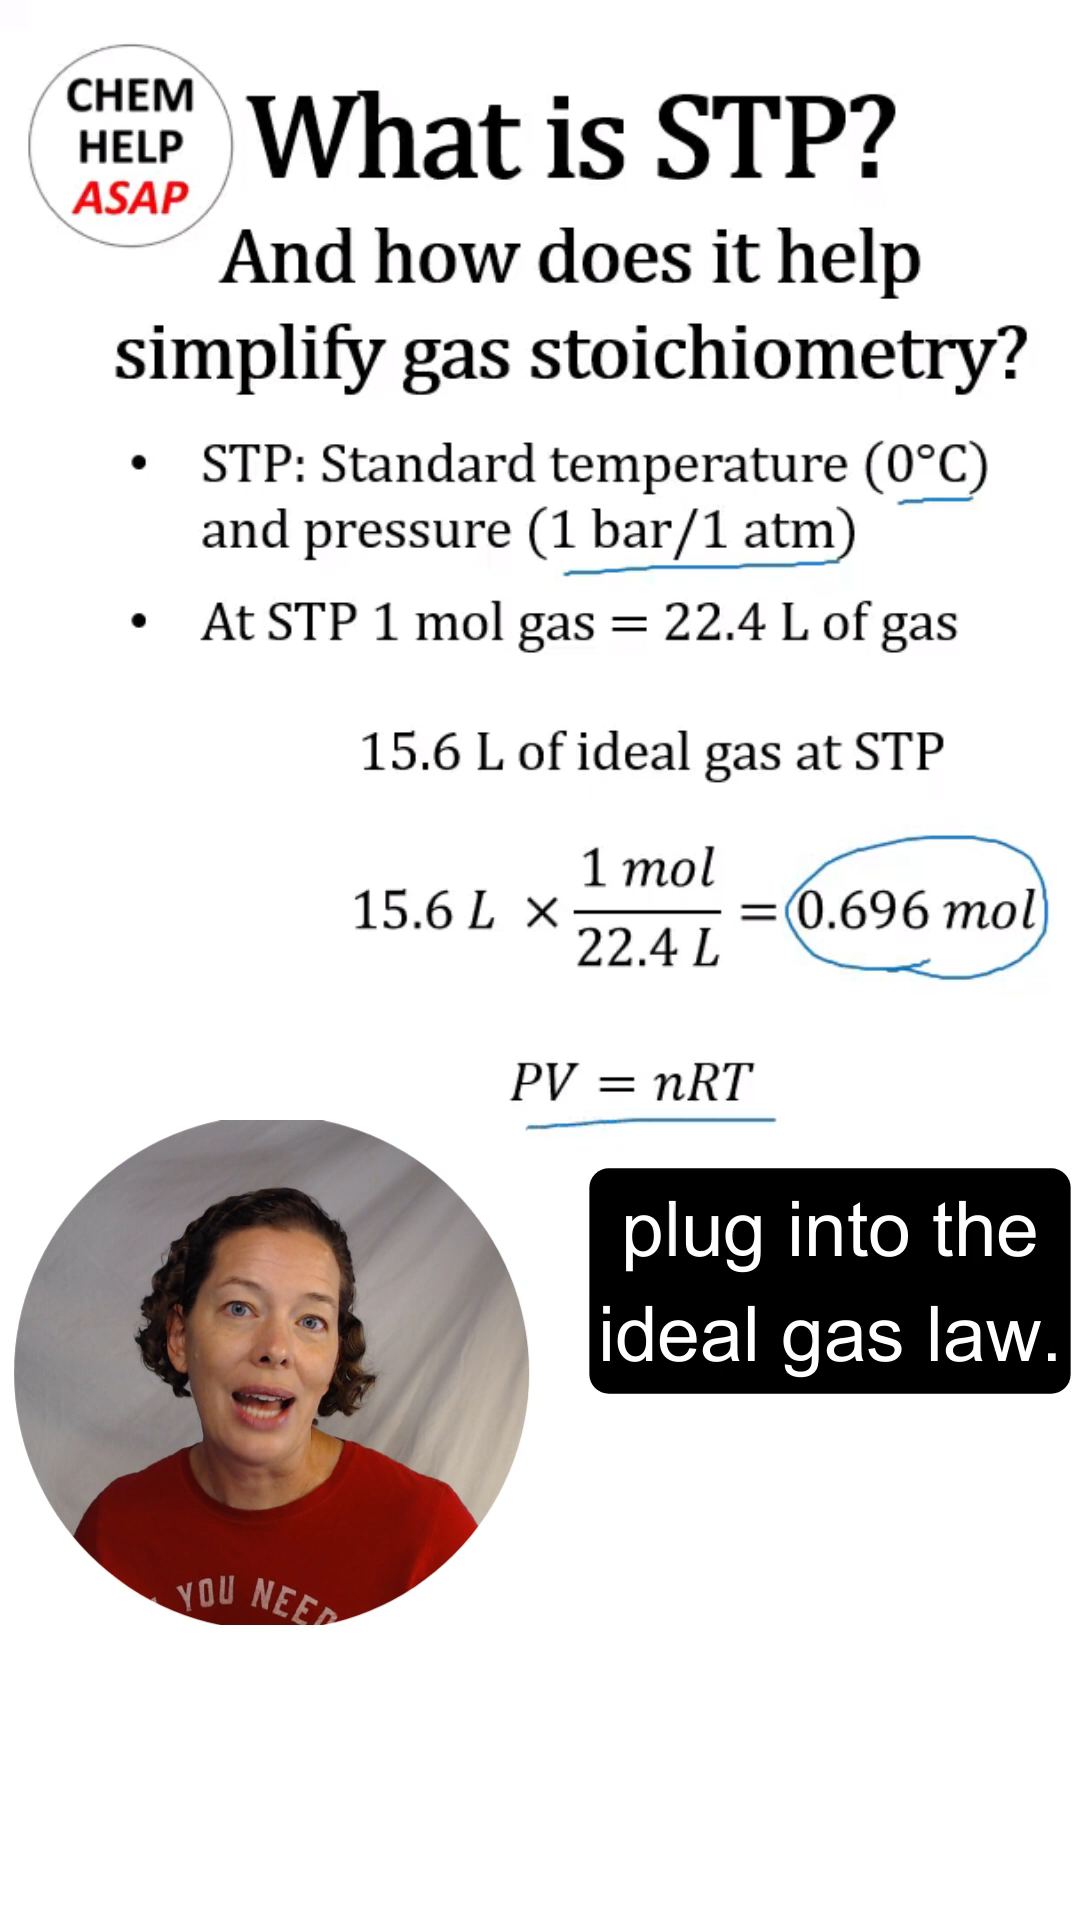 CHEM
HELP
ASAP
What is STP?
And how does it help
simplify gas stoichiometry?
• STP: Standard temperature (0°C)
and pressure (1 bar/1 atm)
• At STP 1 mol gas = 22.4 L of gas
15.6 L of ideal gas at STP
15.6 L × 1 mol / 22.4 L = 0.696 mol
PV = nRT
plug into the
ideal gas law.
YOU NEED